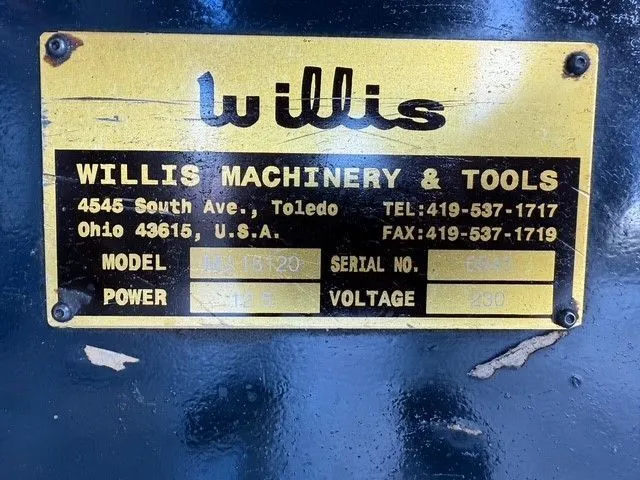 Willis
WILLIS MACHINERY & TOOLS
4545 South Ave., Toledo TEL:419-537-1717
Ohio 43615, U.S.A. FAX:419-537-1719
MODEL SERIAL NO.
POWER VOLTAGE 230